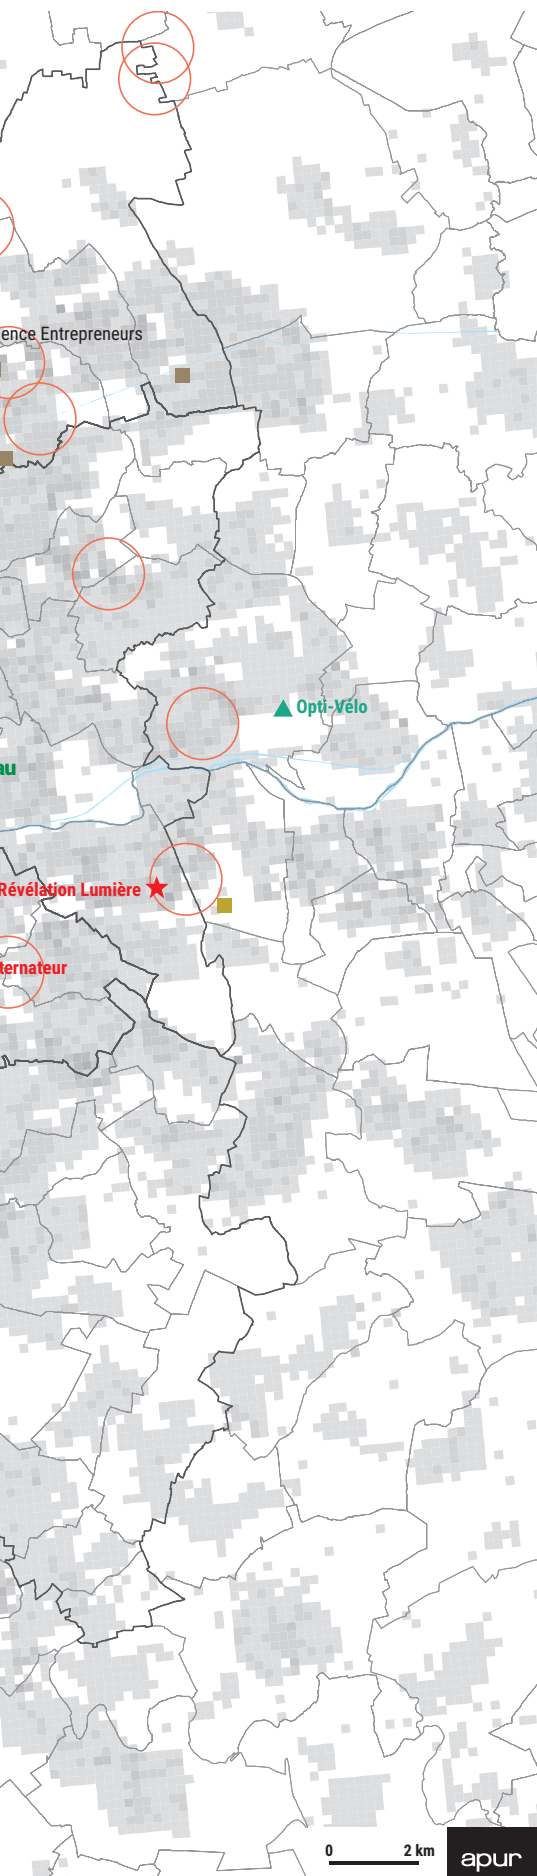 ence Entrepreneurs
Opti-Vélo
au
Révélation Lumière
ternateur
0 2 km
apur